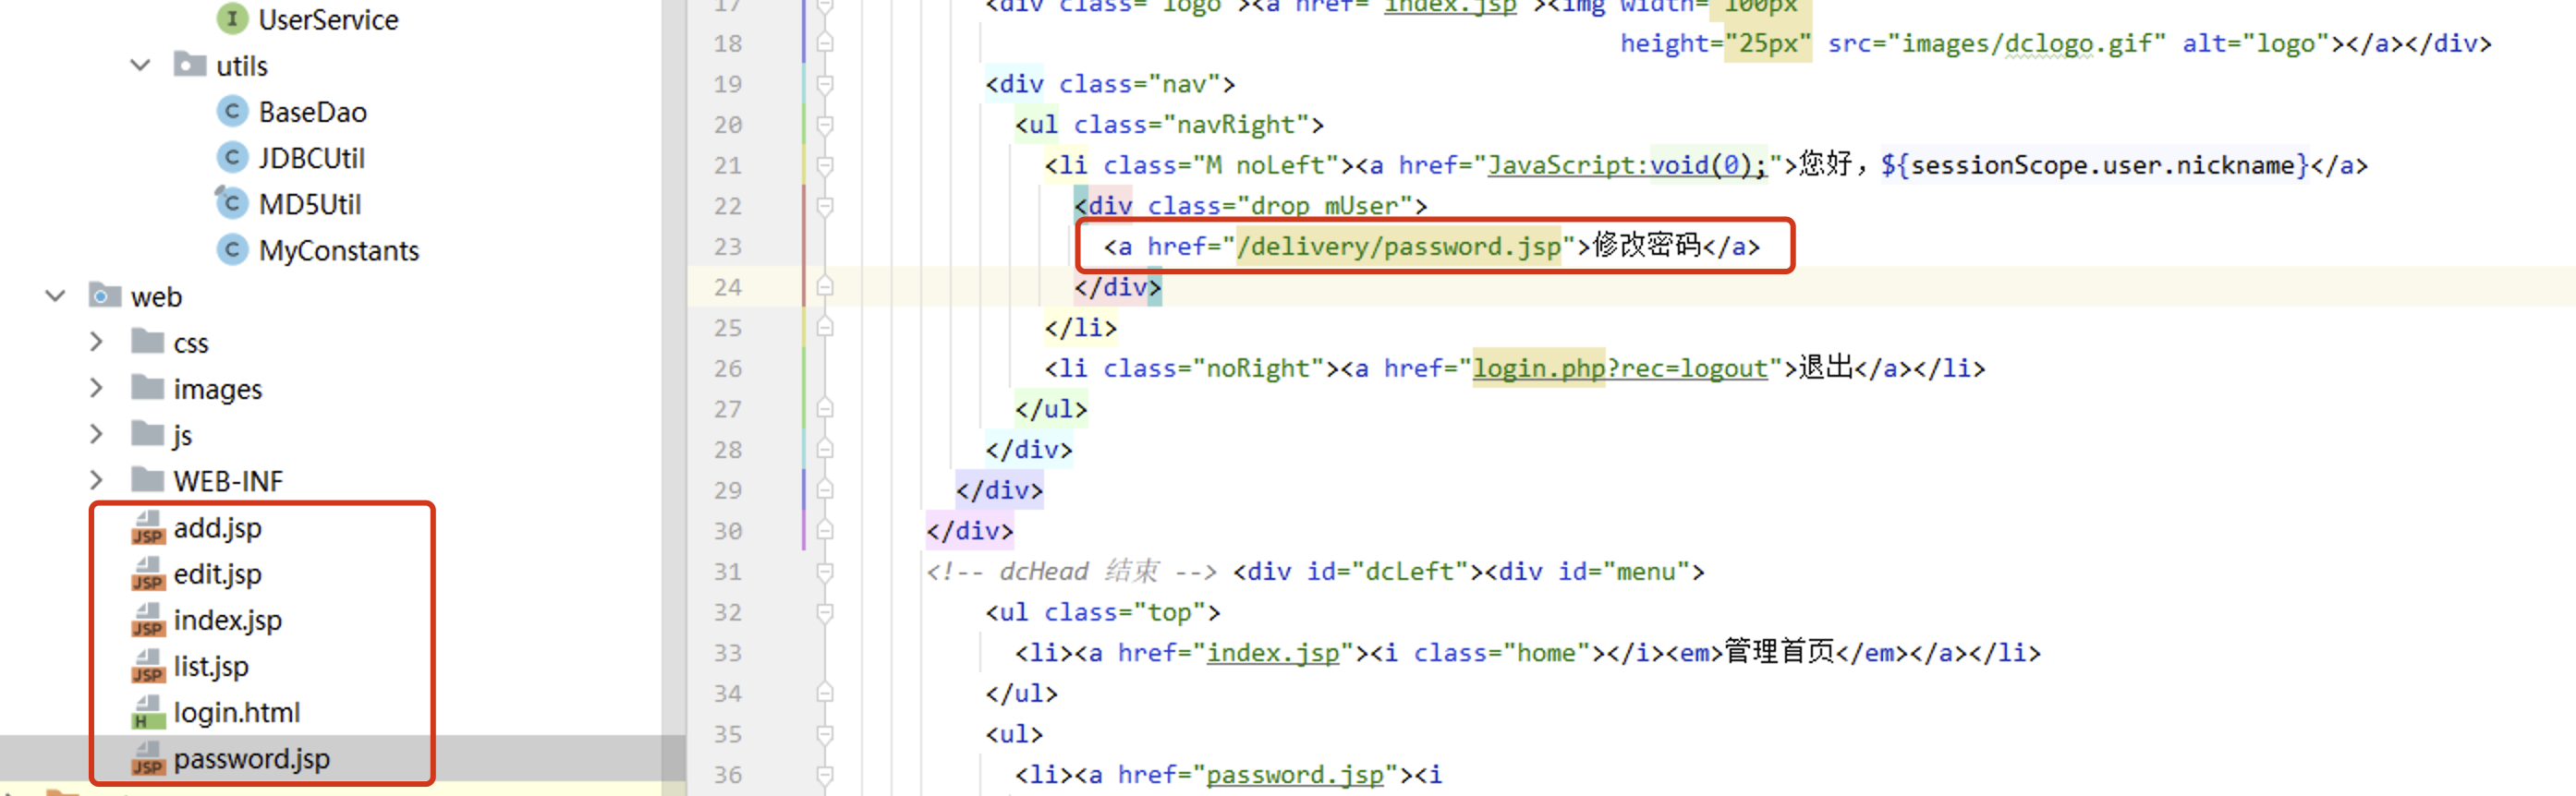 UserService
utils
BaseDao
JDBCUtil
MD5Util
MyConstants
web
css
images
js
WEB-INF
add.jsp
edit.jsp
index.jsp
list.jsp
login.html
password.jsp
17 <div class="logo"><a href="index.jsp"><img width="100px"
18 height="25px" src="images/dclogo.gif" alt="logo"></a></div>
19 <div class="nav">
20 <ul class="navRight">
21 <li class="M noLeft"><a href="JavaScript:void(0);">您好，${sessionScope.user.nickname}</a>
22 <div class="drop mUser">
23 <a href="/delivery/password.jsp">修改密码</a>
24 </div>
25 </li>
26 <li class="noRight"><a href="login.php?rec=logout">退出</a></li>
27 </ul>
28 </div>
29 </div>
30 </div>
31 <!-- dcHead 结束 --> <div id="dcLeft"><div id="menu">
32 <ul class="top">
33 <li><a href="index.jsp"><i class="home"></i><em>管理首页</em></a></li>
34 </ul>
35 <ul>
36 <li><a href="password.jsp"><i